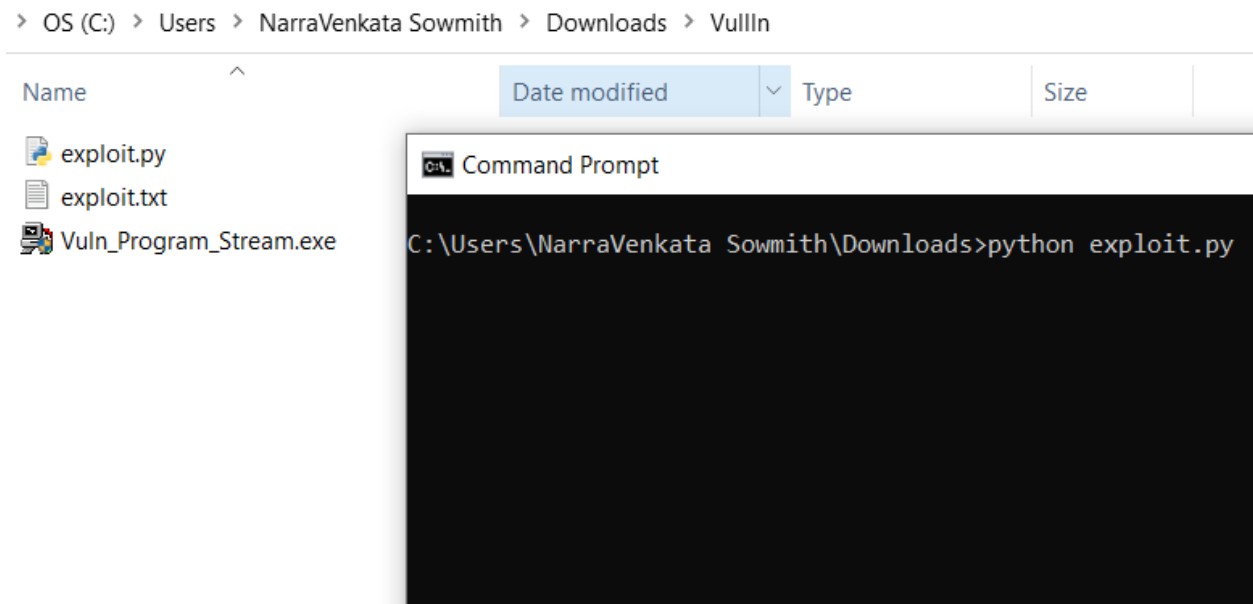 > OS (C:) > Users > NarraVenkata Sowmith > Downloads > Vullln
Name Date modified Type Size
exploit.py
exploit.txt
Vuln_Program_Stream.exe
Command Prompt
C:\Users\NarraVenkata Sowmith\Downloads>python exploit.py